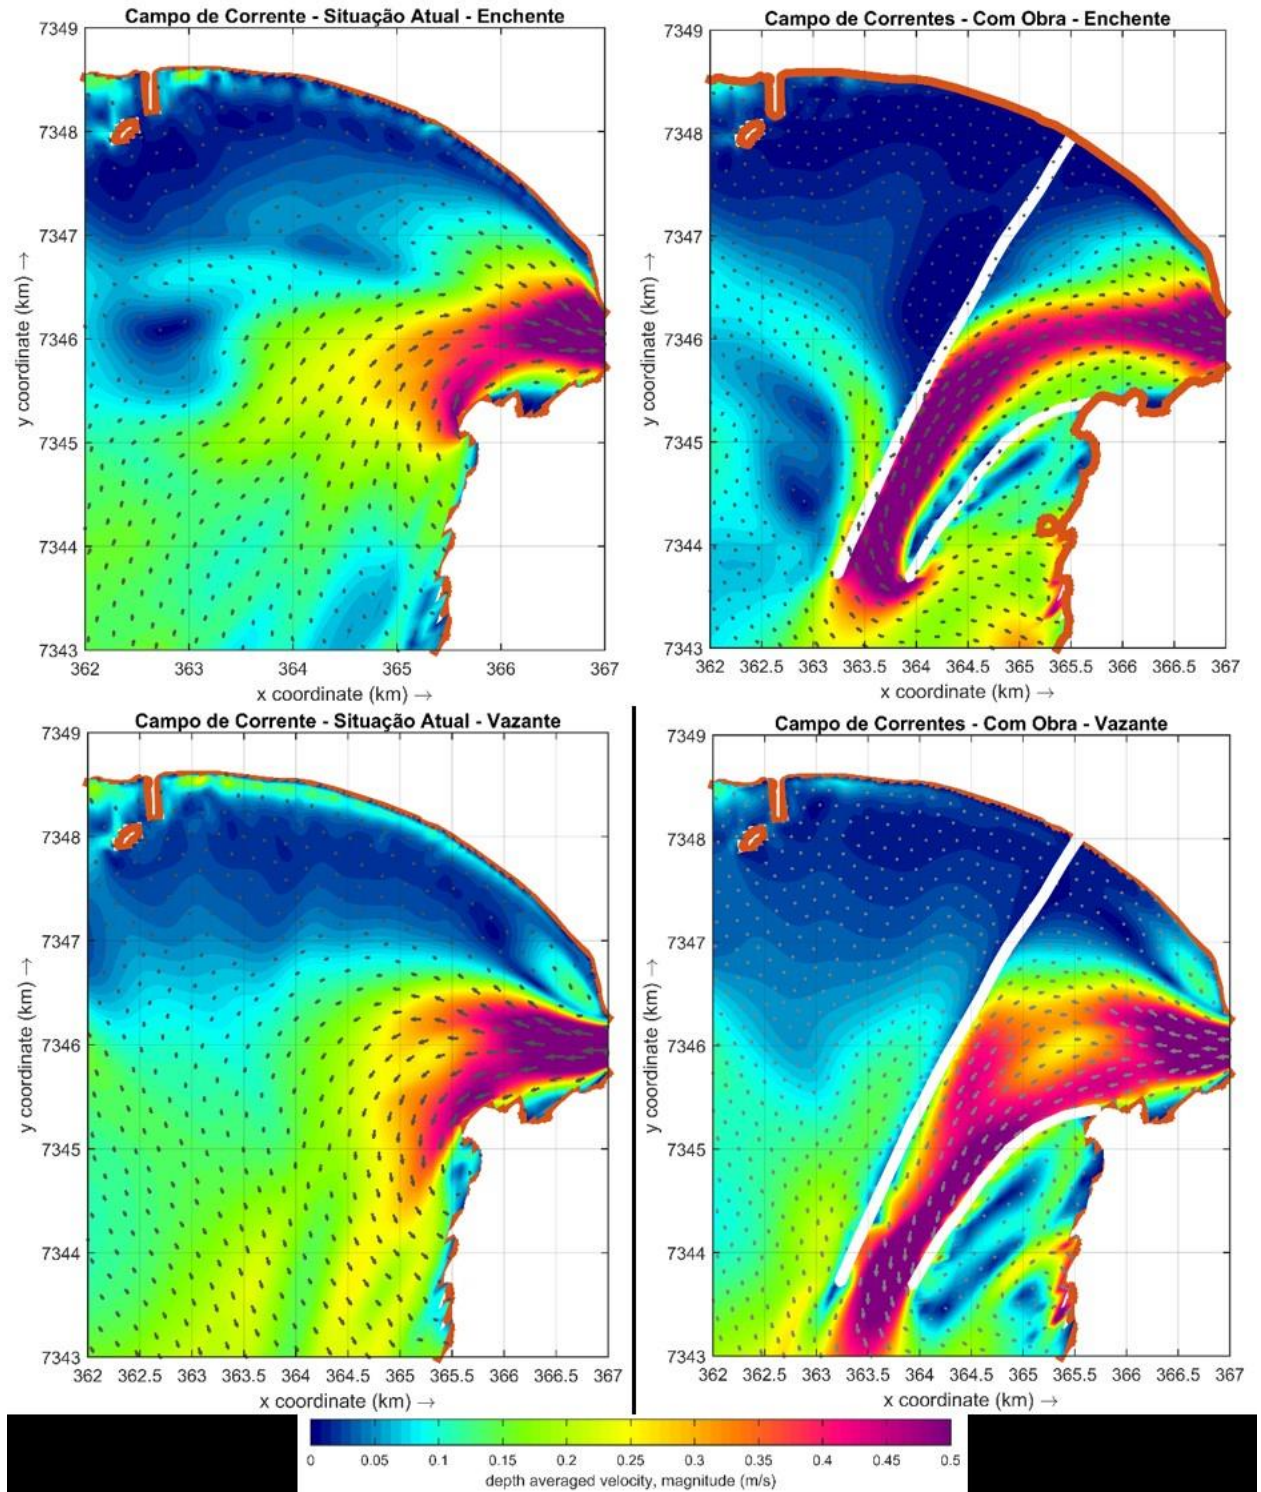 Campo de Corrente - Situação Atual - Enchente
7349
7348
7347
7346
7345
7344
7343
y coordinate (km) →
362 363 364 365 366 367
x coordinate (km) →
Campo de Correntes - Com Obra - Enchente
7349
7348
7347
7346
7345
7344
7343
y coordinate (km) →
362 362.5 363 363.5 364 364.5 365 365.5 366 366.5 367
x coordinate (km) →
Campo de Corrente - Situação Atual - Vazante
7349
7348
7347
7346
7345
7344
7343
y coordinate (km) →
362 362.5 363 363.5 364 364.5 365 365.5 366 366.5 367
x coordinate (km) →
Campo de Correntes - Com Obra - Vazante
7349
7348
7347
7346
7345
7344
7343
y coordinate (km) →
362 362.5 363 363.5 364 364.5 365 365.5 366 366.5 367
x coordinate (km) →
0 0.05 0.1 0.15 0.2 0.25 0.3 0.35 0.4 0.45 0.5
depth averaged velocity, magnitude (m/s)